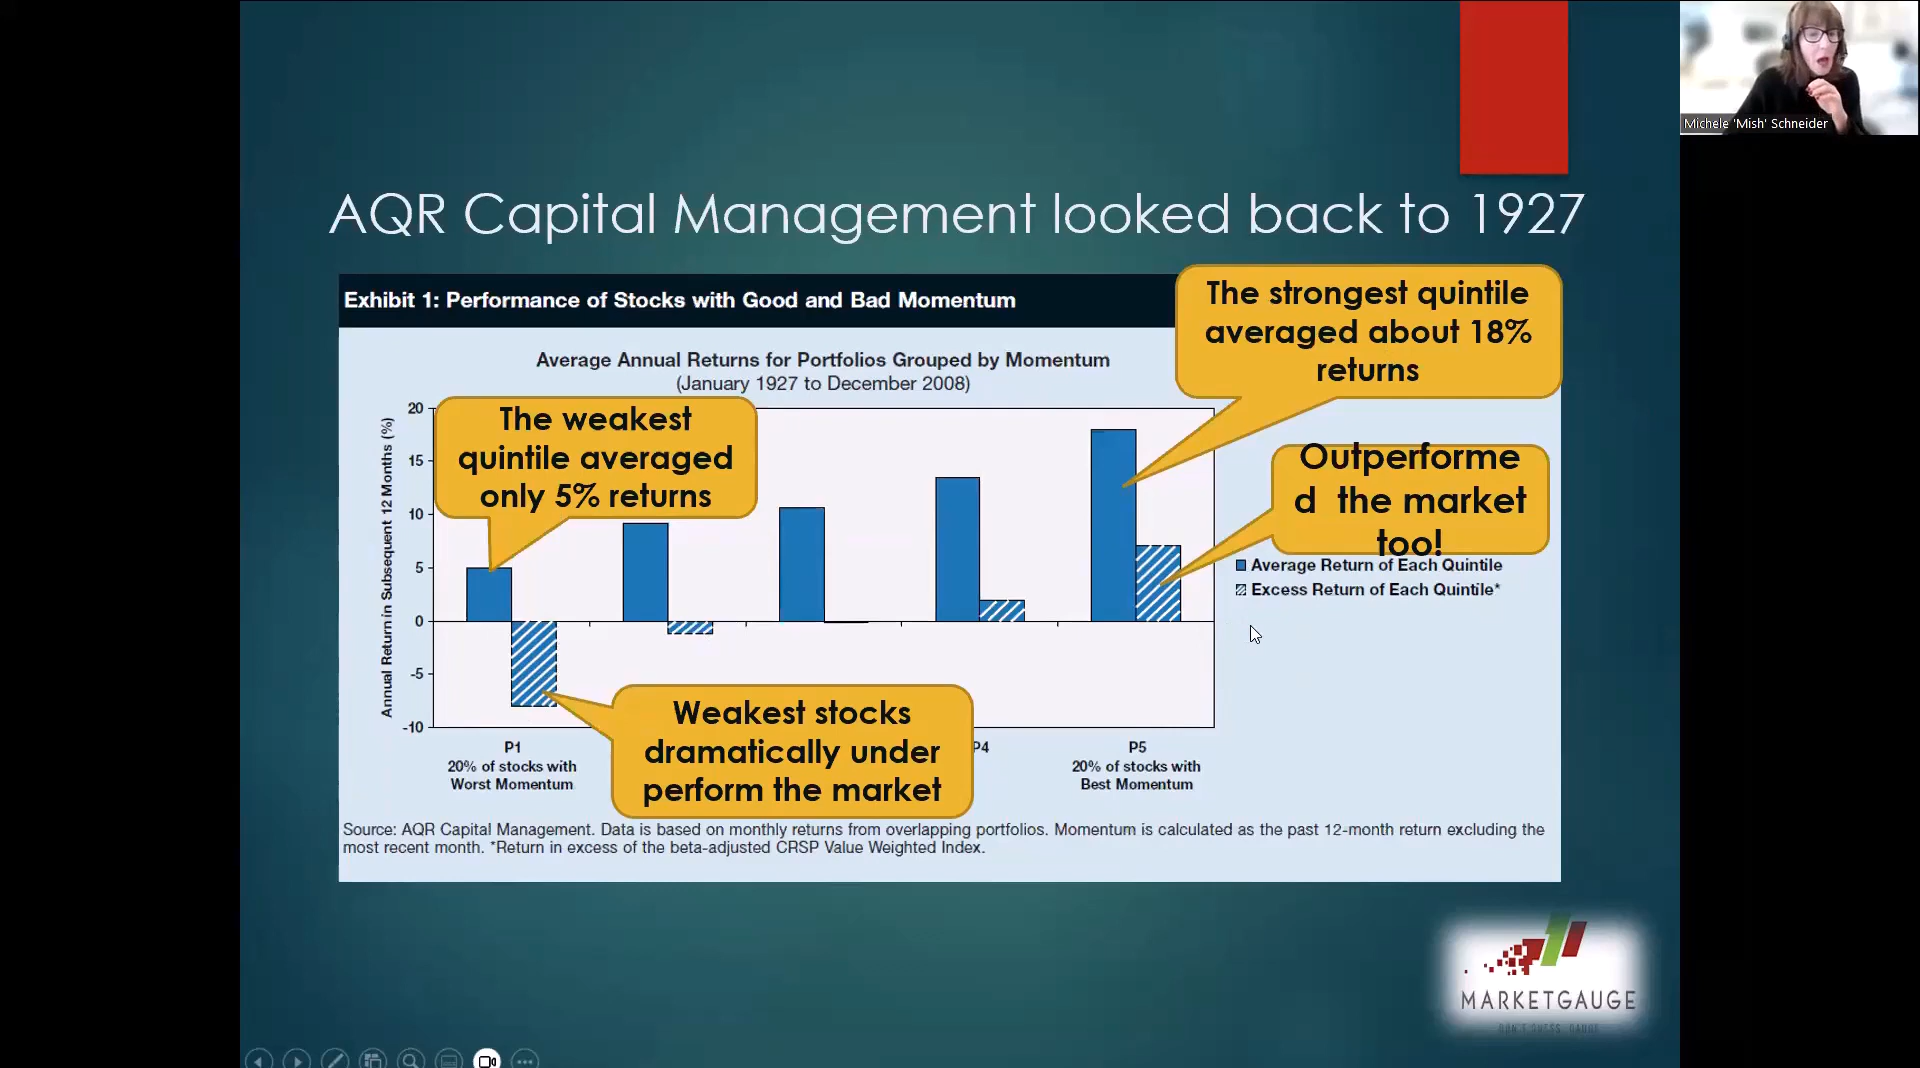 Michele 'Mish' Schneider
AQR Capital Management looked back to 1927
Exhibit 1: Performance of Stocks with Good and Bad Momentum
The strongest quintile
averaged about 18%
returns
Average Annual Returns for Portfolios Grouped by Momentum
(January 1927 to December 2008)
The weakest
quintile averaged
only 5% returns
Outperforme
d the market
too!
Annual Return in Subsequent 12 Months (%)
20
15
10
5
0
-5
-10
Average Return of Each Quintile
Excess Return of Each Quintile*
Weakest stocks
dramatically under
perform the market
P1
20% of stocks with
Worst Momentum
P4
P5
20% of stocks with
Best Momentum
Source: AQR Capital Management. Data is based on monthly returns from overlapping portfolios. Momentum is calculated as the past 12-month return excluding the
most recent month. *Return in excess of the beta-adjusted CRSP Value Weighted Index.
MARKETGAUGE